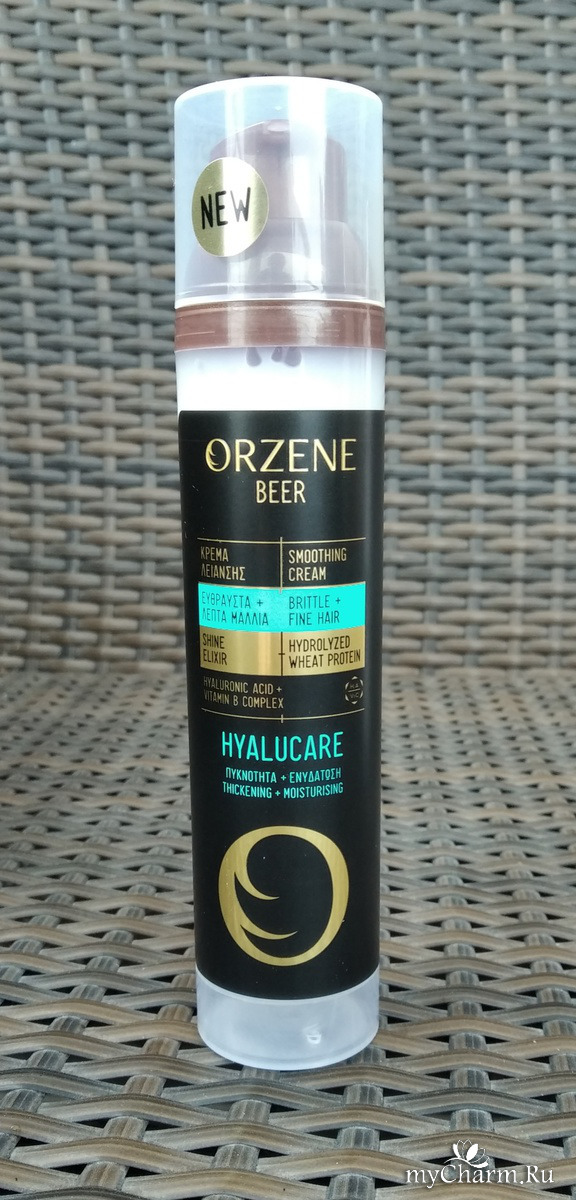 NEW
ORZENE
BEER
ΚΡΕΜΑ
ΛΕΙΑΝΣΗΣ
SMOOTHING
CREAM
ΕΥΘΡΑΥΣΤΑ +
ΛΕΠΤΑ ΜΑΛΛΙΑ
BRITTLE +
FINE HAIR
SHINE
ELIXIR
HYDROLYZED
WHEAT PROTEIN
HYALURONIC ACID +
VITAMIN B COMPLEX
HYALUCARE
ΠΥΚΝΟΤΗΤΑ + ΕΝΥΔΑΤΩΣΗ
THICKENING + MOISTURISING
myCharm.Ru